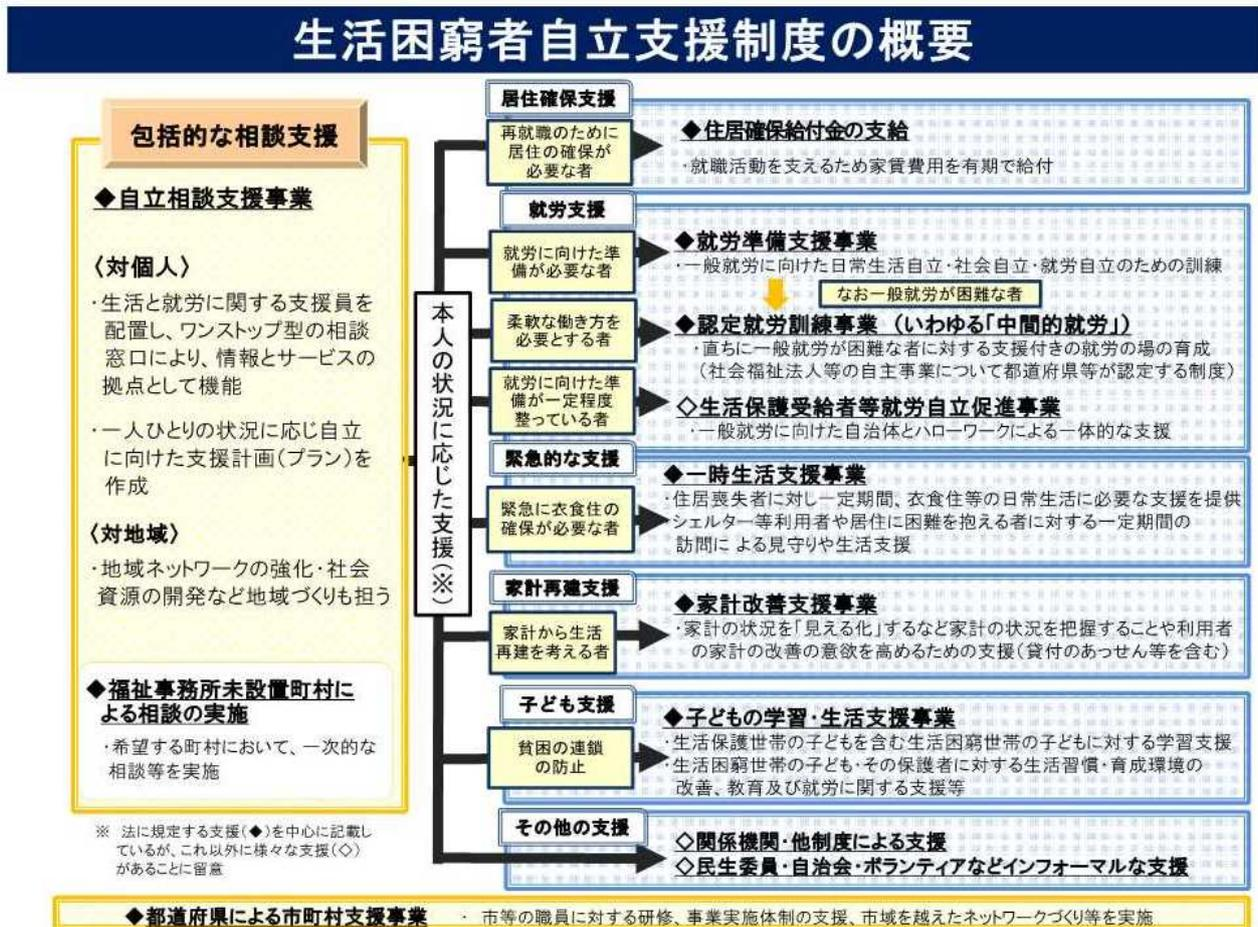 生活困窮者自立支援制度の概要
包括的な相談支援
◆自立相談支援事業
〈対個人〉
・生活と就労に関する支援員を
配置し、ワンストップ型の相談
窓口により、情報とサービスの
拠点として機能
・一人ひとりの状況に応じ自立
に向けた支援計画(プラン)を
作成
〈対地域〉
・地域ネットワークの強化・社会
資源の開発など地域づくりも担う
◆福祉事務所未設置町村に
よる相談の実施
・希望する町村において、一次的な
相談等を実施
※ 法に規定する支援(◆)を中心に記載し
ているが、これ以外に様々な支援(◇)
があることに留意
本人の状況に応じた支援(※)
居住確保支援
再就職のために
居住の確保が
必要な者
◆住居確保給付金の支給
・就職活動を支えるため家賃費用を有期で給付
就労支援
就労に向けた準
備が必要な者
◆就労準備支援事業
・一般就労に向けた日常生活自立・社会自立・就労自立のための訓練
なお一般就労が困難な者
柔軟な働き方を
必要とする者
◆認定就労訓練事業 (いわゆる「中間的就労」)
・直ちに一般就労が困難な者に対する支援付きの就労の場の育成
(社会福祉法人等の自主事業について都道府県等が認定する制度)
就労に向けた準
備が一定程度
整っている者
◇生活保護受給者等就労自立促進事業
・一般就労に向けた自治体とハローワークによる一体的な支援
緊急的な支援
緊急に衣食住の
確保が必要な者
◆一時生活支援事業
・住居喪失者に対し一定期間、衣食住等の日常生活に必要な支援を提供
・シェルター等利用者や居住に困難を抱える者に対する一定期間の
訪問による見守りや生活支援
家計再建支援
家計から生活
再建を考える者
◆家計改善支援事業
・家計の状況を「見える化」するなど家計の状況を把握することや利用者
の家計の改善の意欲を高めるための支援(貸付のあっせん等を含む)
子ども支援
貧困の連鎖
の防止
◆子どもの学習・生活支援事業
・生活保護世帯の子どもを含む生活困窮世帯の子どもに対する学習支援
・生活困窮世帯の子ども・その保護者に対する生活習慣・育成環境の
改善、教育及び就労に関する支援等
その他の支援
◇関係機関・他制度による支援
◇民生委員・自治会・ボランティアなどインフォーマルな支援
◆都道府県による市町村支援事業 ・ 市等の職員に対する研修、事業実施体制の支援、市域を越えたネットワークづくり等を実施